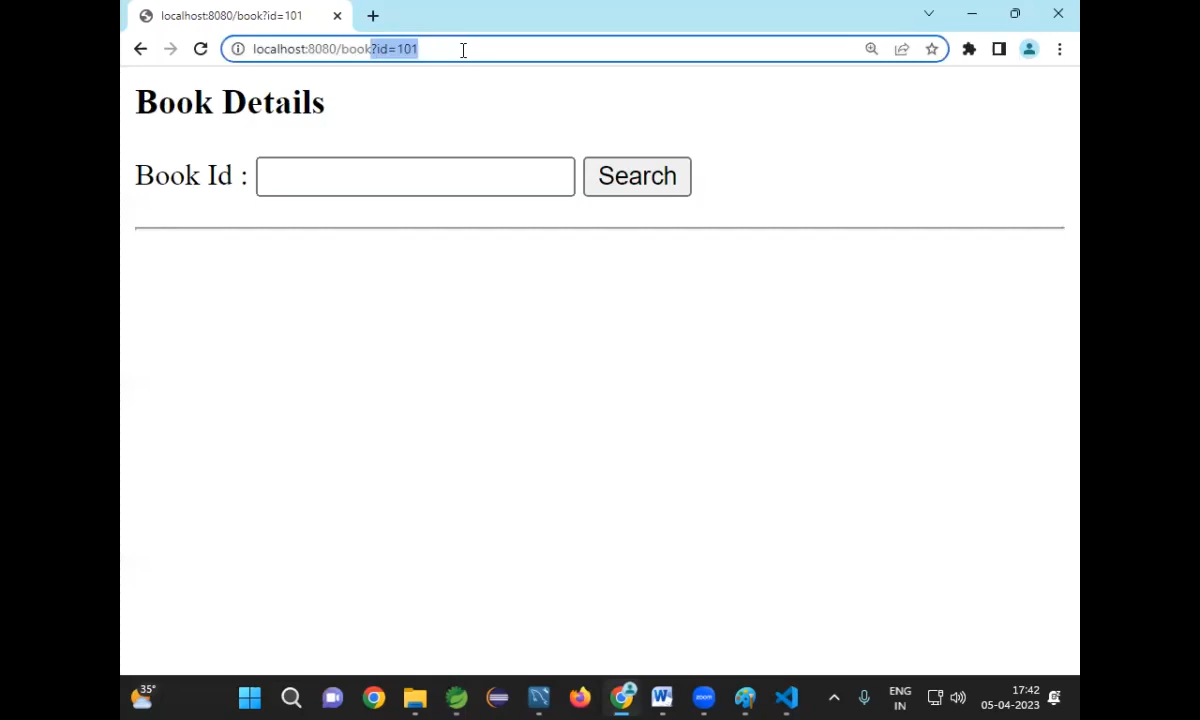 localhost:8080/book?id=101
localhost:8080/book?id=101
Book Details
Book Id :
Search
35°
W
zoom
ENG
IN
17:42
05-04-2023